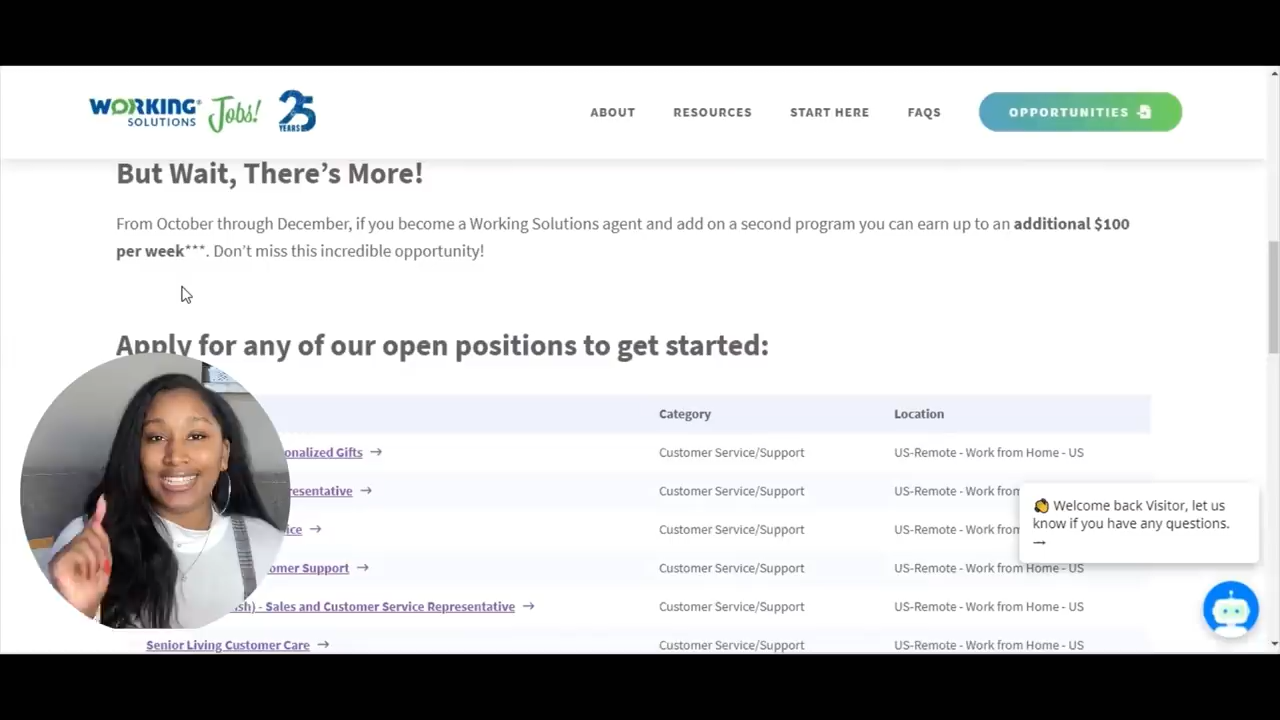 WORKING SOLUTIONS Jobs! 25 YEARS
ABOUT RESOURCES START HERE FAQS OPPORTUNITIES
But Wait, There's More!
From October through December, if you become a Working Solutions agent and add on a second program you can earn up to an additional $100
per week***. Don't miss this incredible opportunity!
Apply for any of our open positions to get started:
Category Location
Gifts → Customer Service/Support US-Remote - Work from Home - US
→ Customer Service/Support US-Remote - Work from
→ Customer Service/Support US-Remote - Work from
Support → Customer Service/Support US-Remote - Work from Home - US
- Sales and Customer Service Representative → Customer Service/Support US-Remote - Work from Home - US
Senior Living Customer Care → Customer Service/Support US-Remote - Work from Home - US
Welcome back Visitor, let us
know if you have any questions.
→